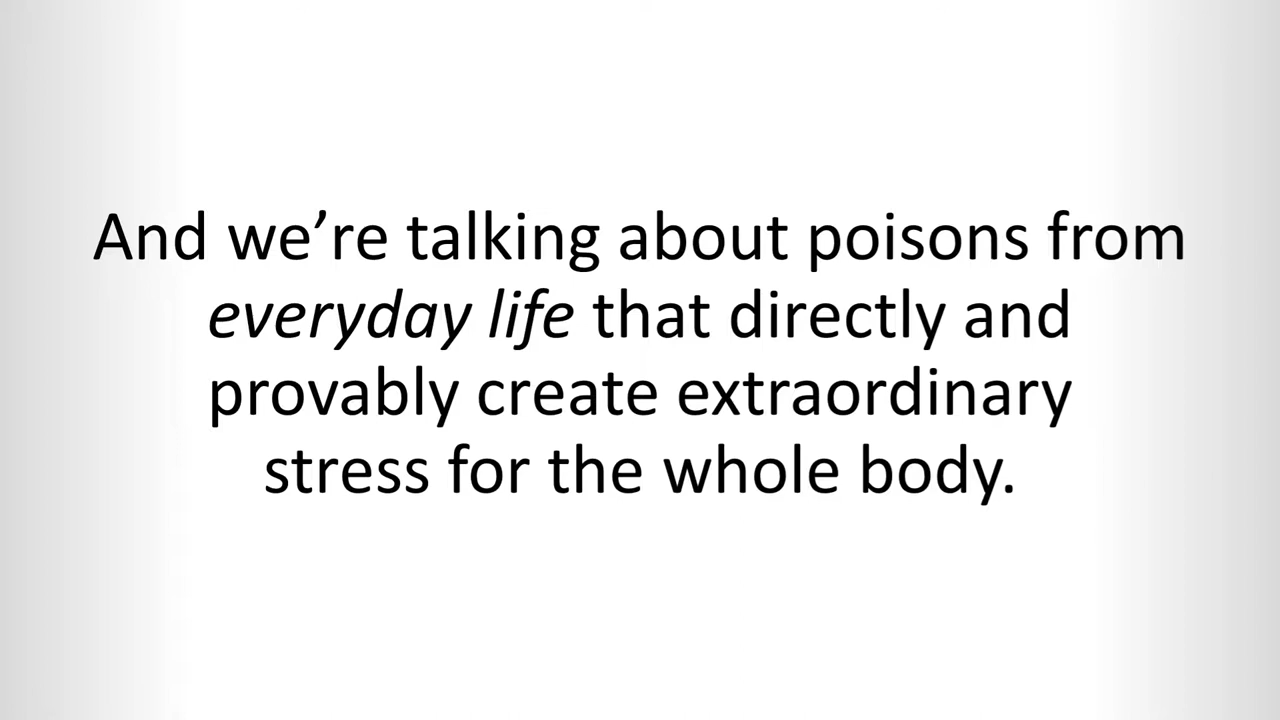 And we’re talking about poisons from
everyday life that directly and
provably create extraordinary
stress for the whole body.